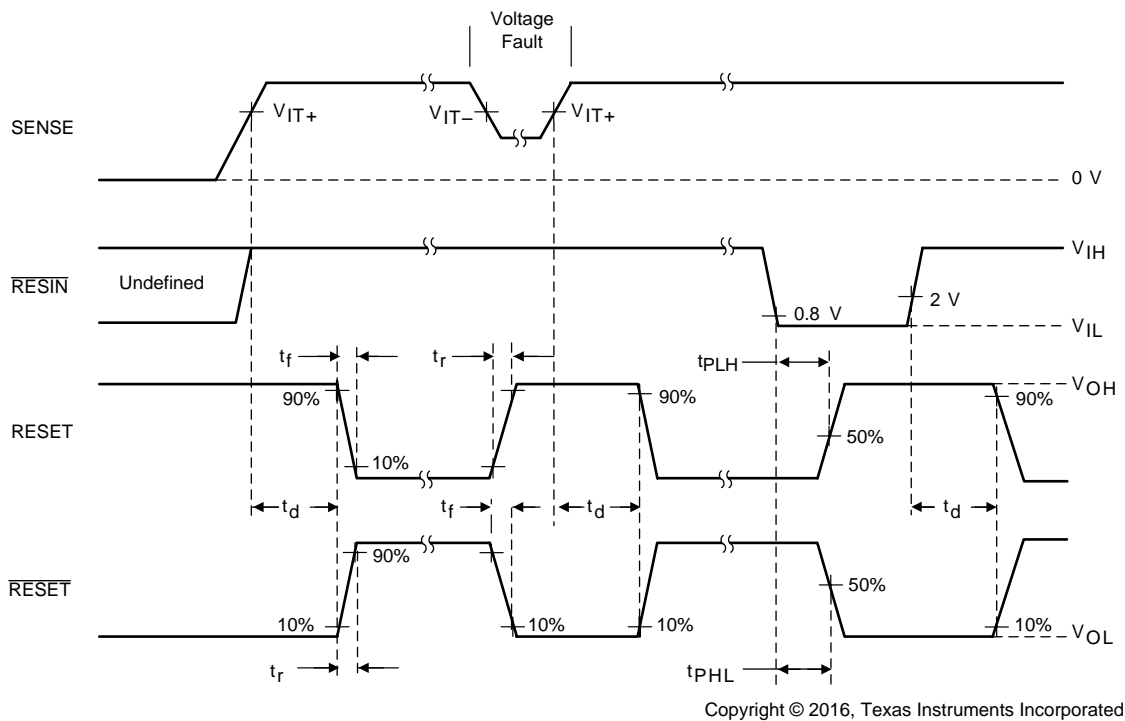 Voltage
Fault
SENSE
VIT+
VIT–
VIT+
0 V
RESIN
Undefined
VIH
0.8 V
2 V
VIL
tf
tr
tPLH
RESET
90%
10%
90%
50%
VOH
90%
td
tf
td
td
RESET
90%
10%
10%
10%
50%
10%
VOL
tr
tPHL
Copyright © 2016, Texas Instruments Incorporated